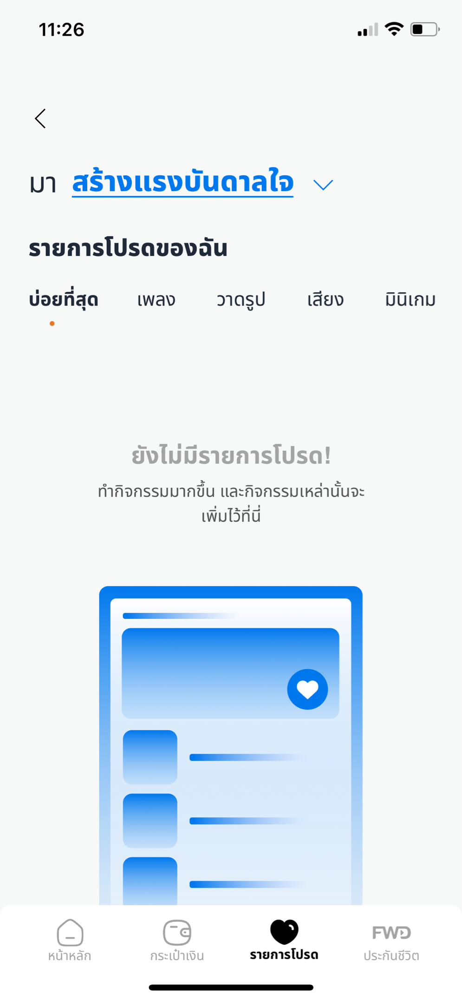 11:26
มา สร้างแรงบันดาลใจ
รายการโปรดของฉัน
บ่อยที่สุด เพลง วาดรูป เสียง มินิเกม
ยังไม่มีรายการโปรด!
ทำกิจกรรมมากขึ้น และกิจกรรมเหล่านั้นจะ
เพิ่มไว้ที่นี่
FWD
หน้าหลัก กระเป๋าเงิน รายการโปรด ประกันชีวิต